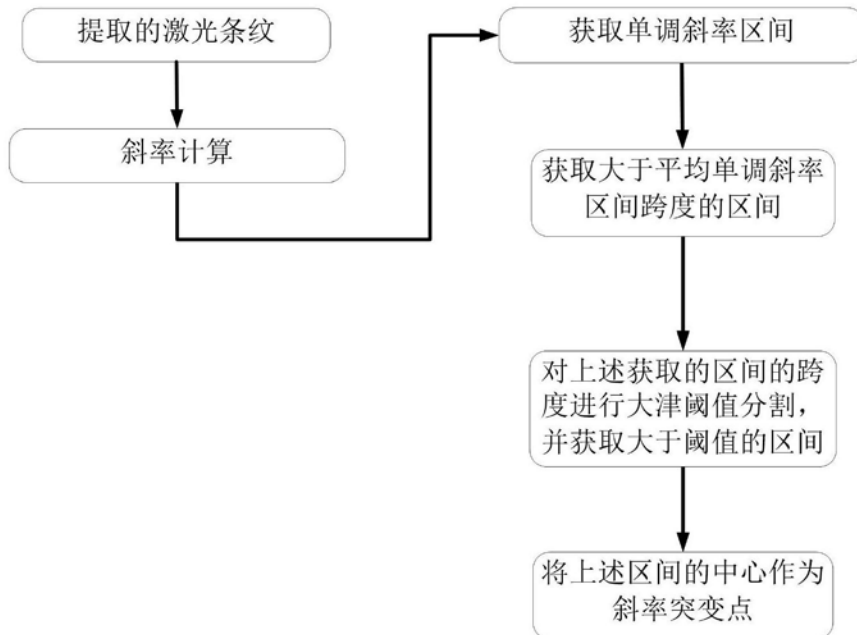 提取的激光条纹
斜率计算
获取单调斜率区间
获取大于平均单调斜率
区间跨度的区间
对上述获取的区间的跨
度进行大津阈值分割，
并获取大于阈值的区间
将上述区间的中心作为
斜率突变点